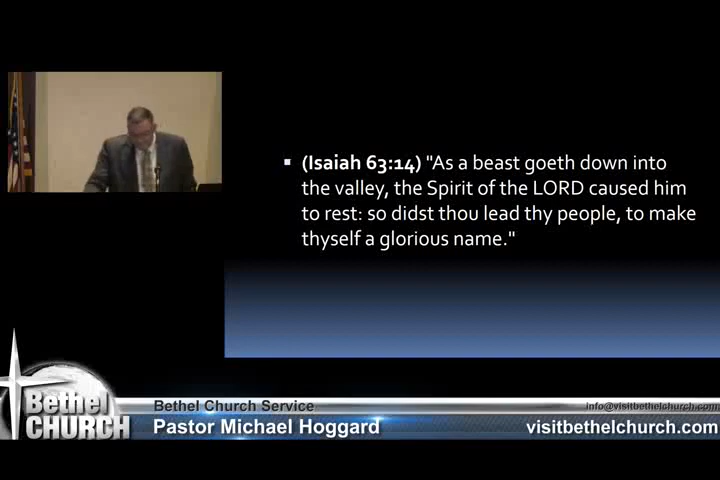 ▪ (Isaiah 63:14) "As a beast goeth down into
the valley, the Spirit of the LORD caused him
to rest: so didst thou lead thy people, to make
thyself a glorious name."
Bethel
CHURCH
Bethel Church Service
info@visitbethelchurch.com
Pastor Michael Hoggard
visitbethelchurch.com